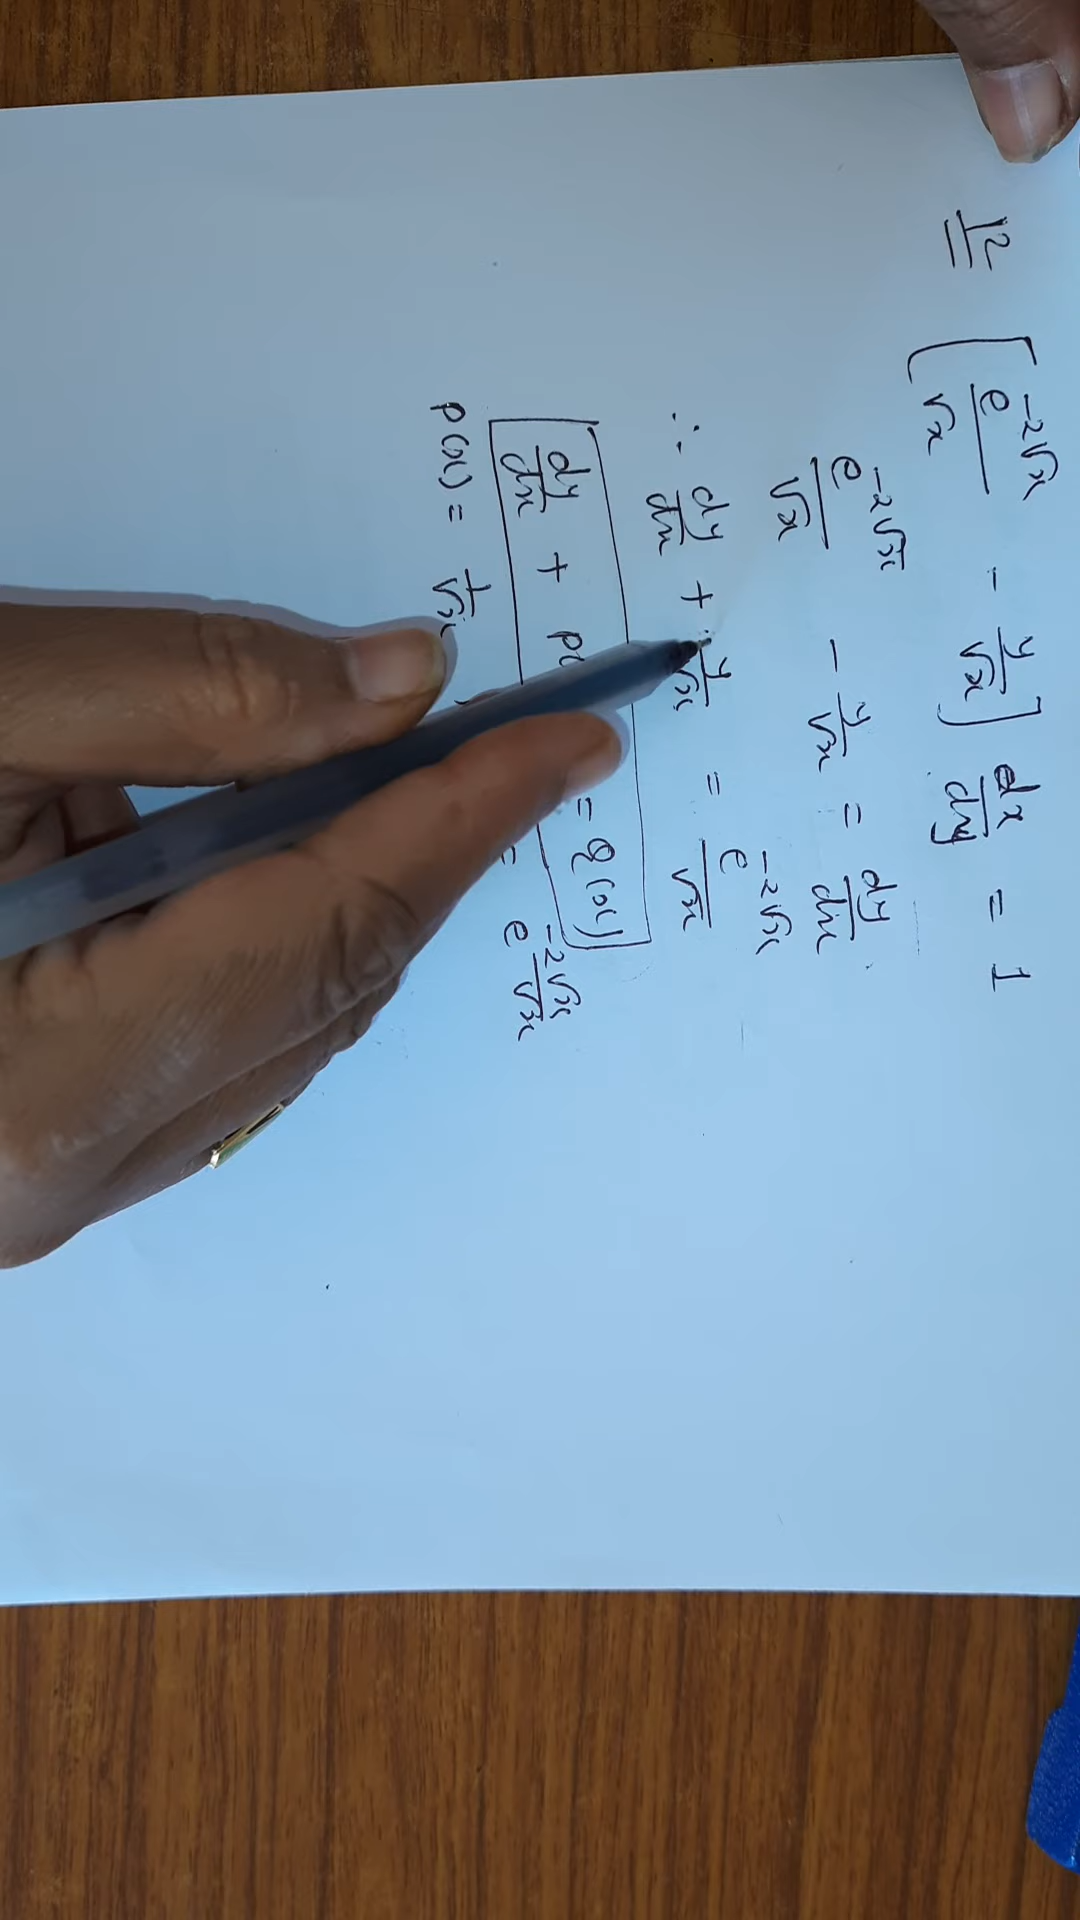 12 [e^{-2√x}/√x - y/√x] dx/dy = 1
e^{-2√x}/√x - y/√x = dy/dx
∴ dy/dx + y/√x = e^{-2√x}/√x
dy/dx + P = Q(x)
P(x) = 1/√x = e^{-2√x}/√x